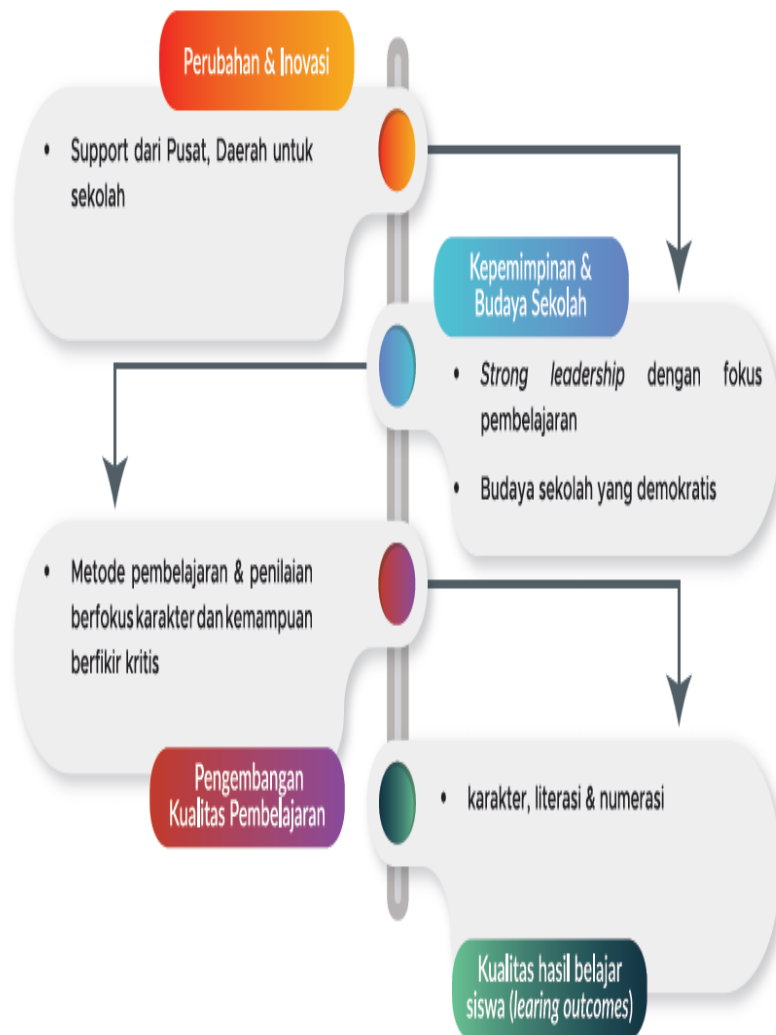 Perubahan & Inovasi
• Support dari Pusat, Daerah untuk
sekolah
Kepemimpinan &
Budaya Sekolah
• Strong leadership dengan fokus
pembelajaran
• Budaya sekolah yang demokratis
• Metode pembelajaran & penilaian
berfokus karakter dan kemampuan
berfikir kritis
Pengembangan
Kualitas Pembelajaran
• karakter, literasi & numerasi
Kualitas hasil belajar
siswa (learing outcomes)